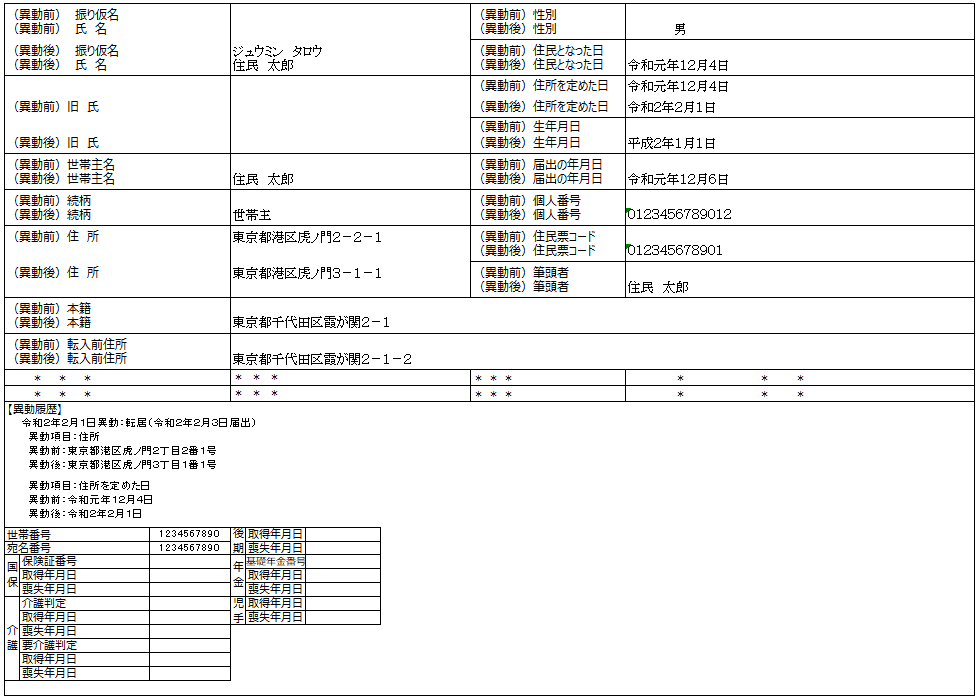 (異動前) 振り仮名
(異動前) 氏 名
(異動後) 振り仮名 ジュウミン タロウ
(異動後) 氏 名 住民 太郎
(異動前) 性別
(異動後) 性別 男
(異動前) 住民となった日
(異動後) 住民となった日 令和元年12月4日
(異動前) 旧 氏
(異動後) 旧 氏
(異動前) 住所を定めた日 令和元年12月4日
(異動後) 住所を定めた日 令和2年2月1日
(異動前) 生年月日
(異動後) 生年月日 平成2年1月1日
(異動前) 世帯主名
(異動後) 世帯主名 住民 太郎
(異動前) 届出の年月日
(異動後) 届出の年月日 令和元年12月6日
(異動前) 続柄
(異動後) 続柄 世帯主
(異動前) 個人番号
(異動後) 個人番号 0123456789012
(異動前) 住 所 東京都港区虎ノ門2-2-1
(異動後) 住 所 東京都港区虎ノ門3-1-1
(異動前) 住民票コード
(異動後) 住民票コード 012345678901
(異動前) 筆頭者
(異動後) 筆頭者 住民 太郎
(異動前) 本籍
(異動後) 本籍 東京都千代田区霞が関2-1
(異動前) 転入前住所
(異動後) 転入前住所 東京都千代田区霞が関2-1-2
* * * * * * * * * * * *
* * * * * * * * * * * *
【異動履歴】
令和2年2月1日異動:転居(令和2年2月3日届出)
異動項目:住所
異動前:東京都港区虎ノ門2丁目2番1号
異動後:東京都港区虎ノ門3丁目1番1号
異動項目:住所を定めた日
異動前:令和元年12月4日
異動後:令和2年2月1日
世帯番号 1234567890
宛名番号 1234567890
国保
保険証番号
取得年月日
喪失年月日
介護
介護判定
取得年月日
喪失年月日
要介護判定
取得年月日
喪失年月日
後期
取得年月日
喪失年月日
年金
基礎年金番号
取得年月日
喪失年月日
児手
取得年月日
喪失年月日